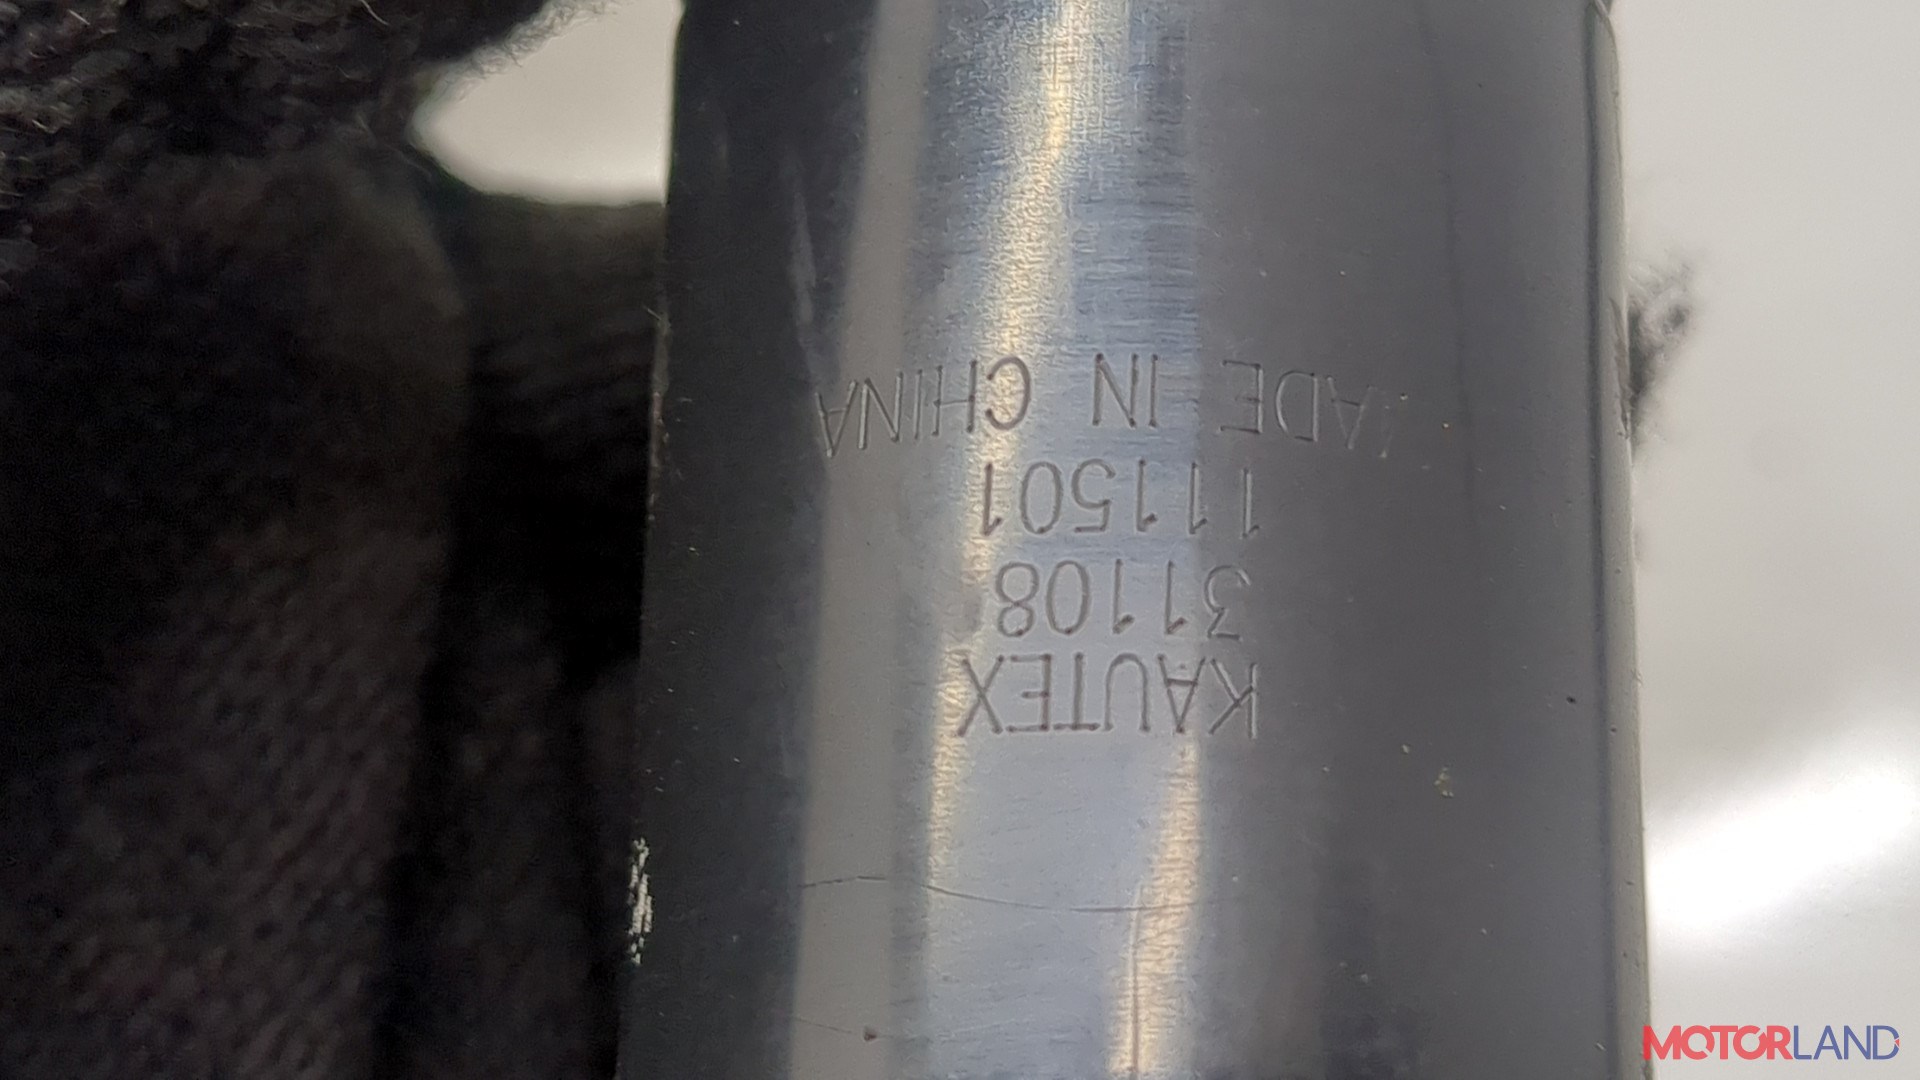 KAUTEX
31108
111501
MADE IN CHINA
MOTORLAND